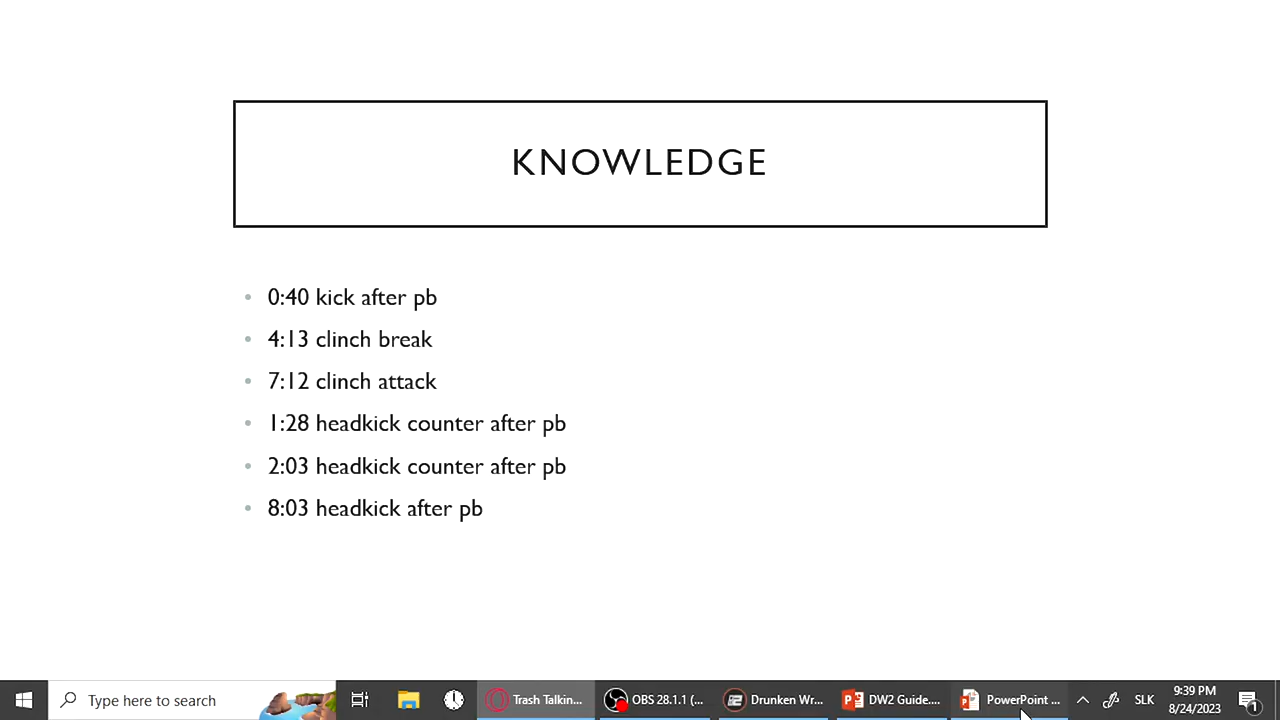 KNOWLEDGE
• 0:40 kick after pb
• 4:13 clinch break
• 7:12 clinch attack
• 1:28 headkick counter after pb
• 2:03 headkick counter after pb
• 8:03 headkick after pb
Type here to search
Trash Talkin...
OBS 28.1.1 (...
Drunken Wr...
DW2 Guide....
PowerPoint ...
SLK
9:39 PM
8/24/2023
1